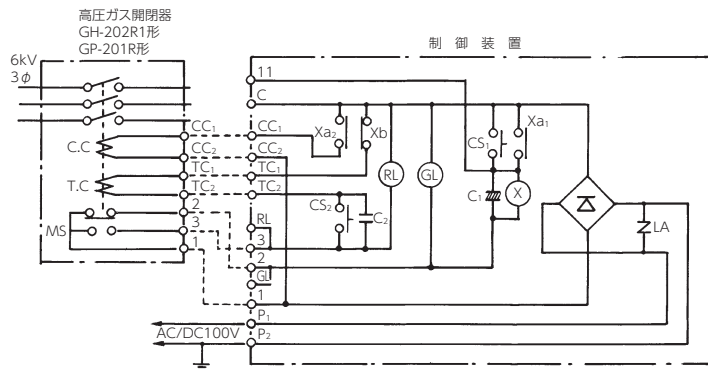 高圧ガス開閉器
GH-202R1形
GP-201R形
制 御 装 置
6kV
3φ
11
C
CC₁
CC₁
Xa₂
Xb
CS₁
Xa₁
C.C
CC₂
CC₂
TC₁
TC₁
RL
GL
X
T.C
TC₂
TC₂
C₁
CS₂
C₂
2
RL
LA
MS
3
3
2
1
GL
1
P₁
AC/DC100V
P₂